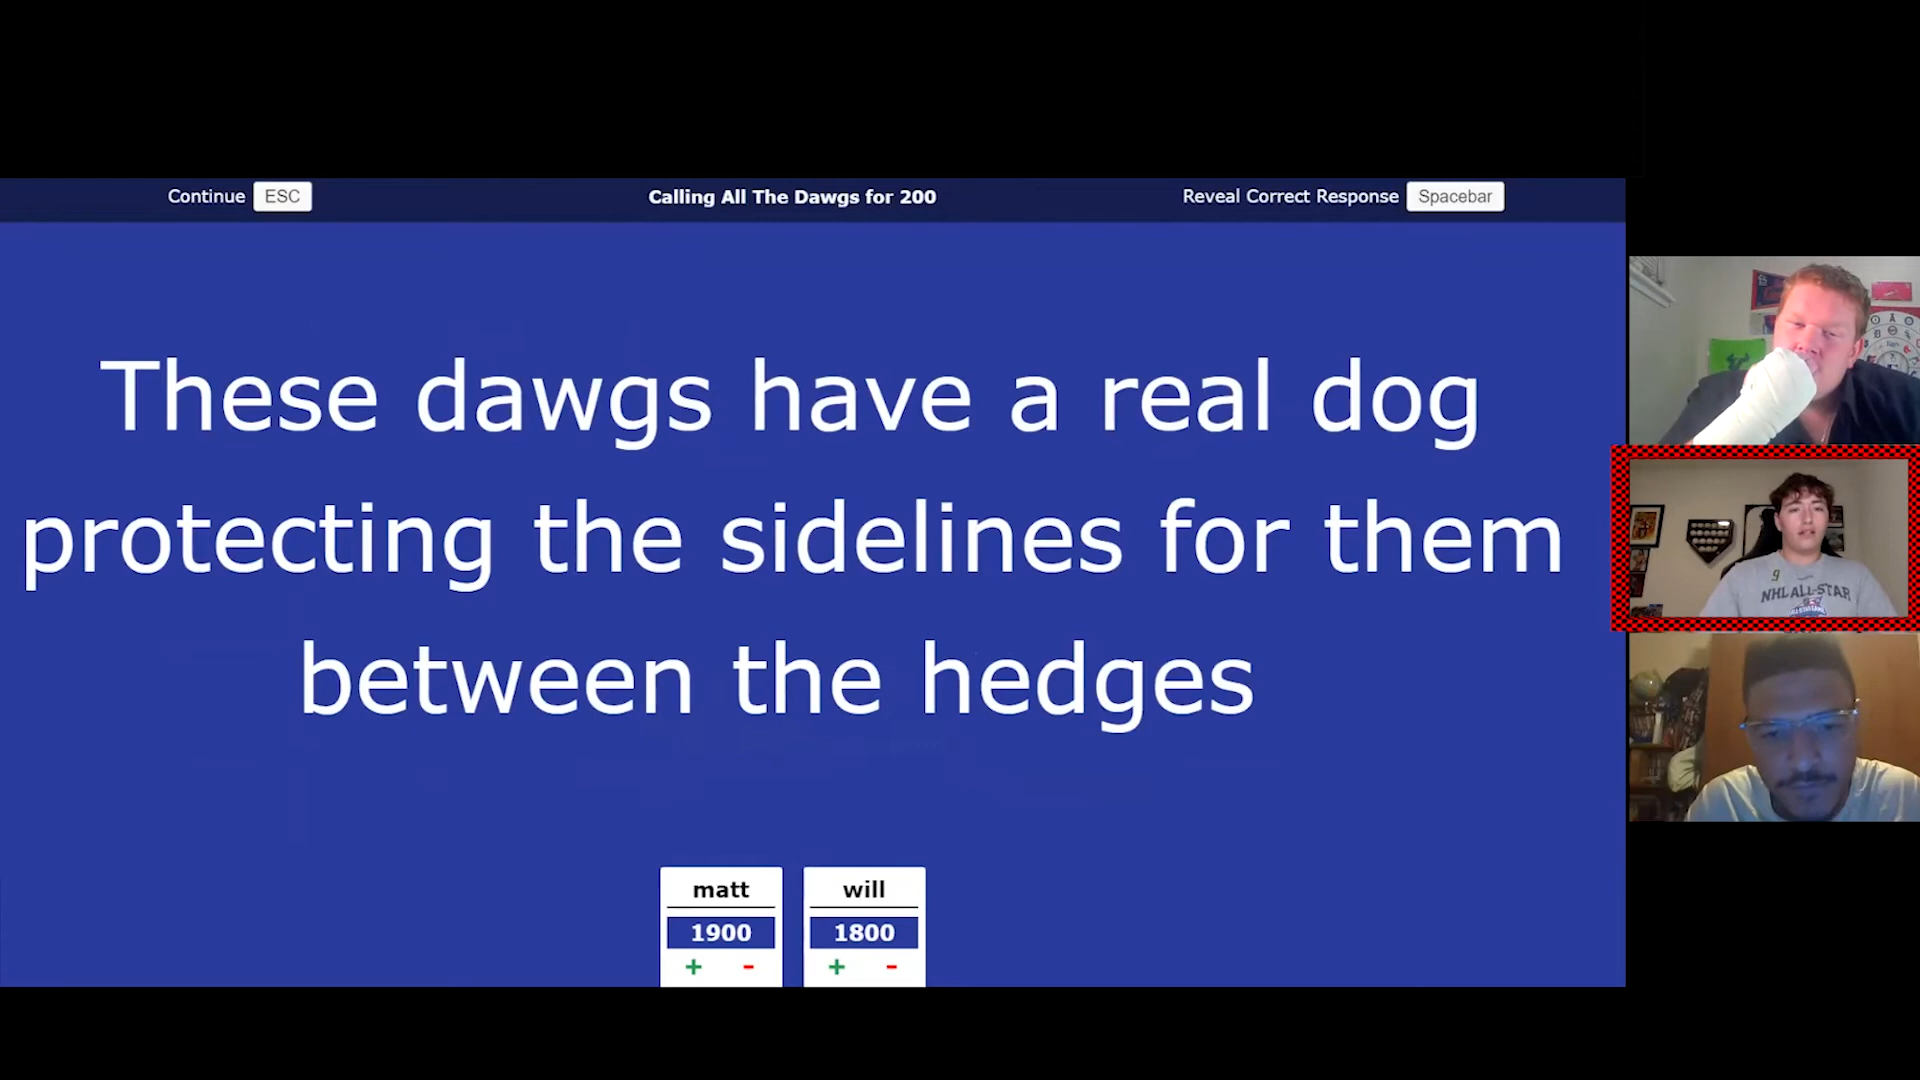 Continue ESC
Calling All The Dawgs for 200
Reveal Correct Response Spacebar
These dawgs have a real dog
protecting the sidelines for them
between the hedges
matt
1900
+ -
will
1800
+ -
9
NHL ALL-STAR